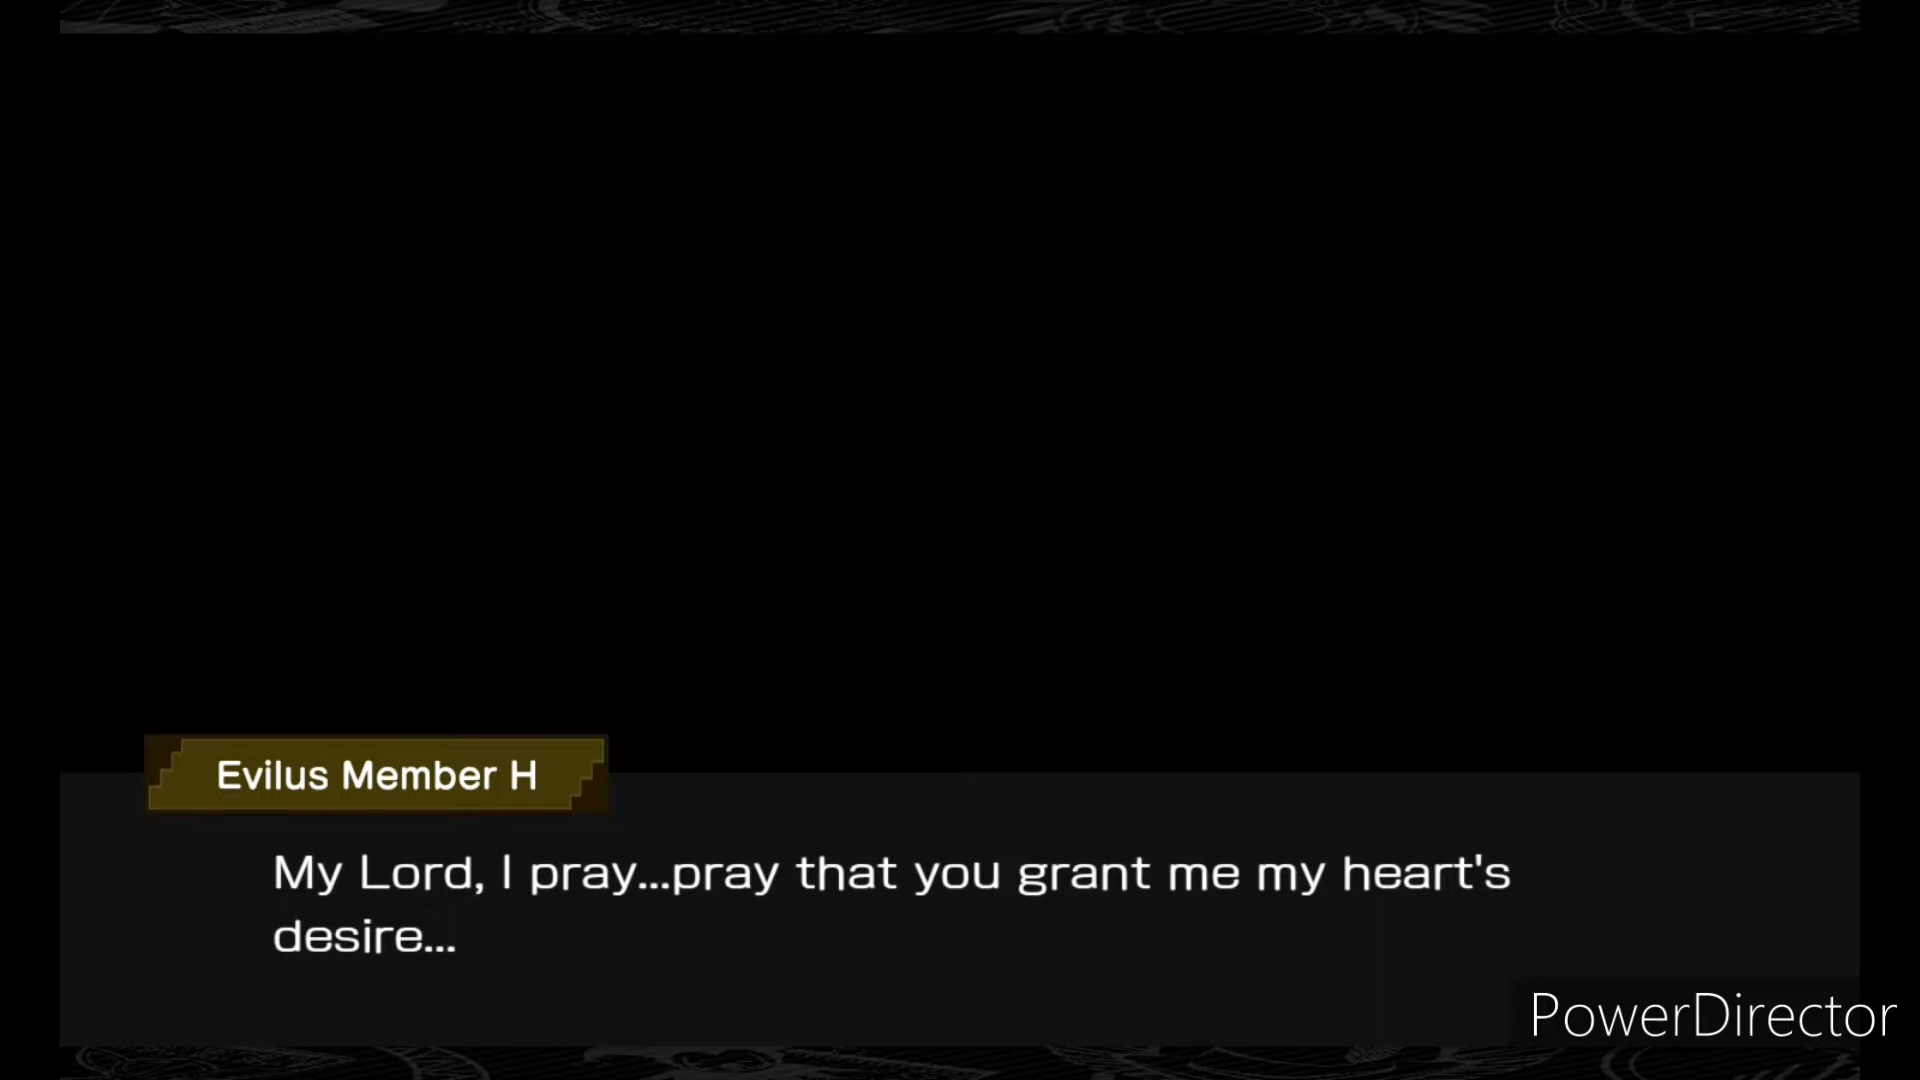 Evilus Member H
My Lord, I pray...pray that you grant me my heart's
desire...
PowerDirector